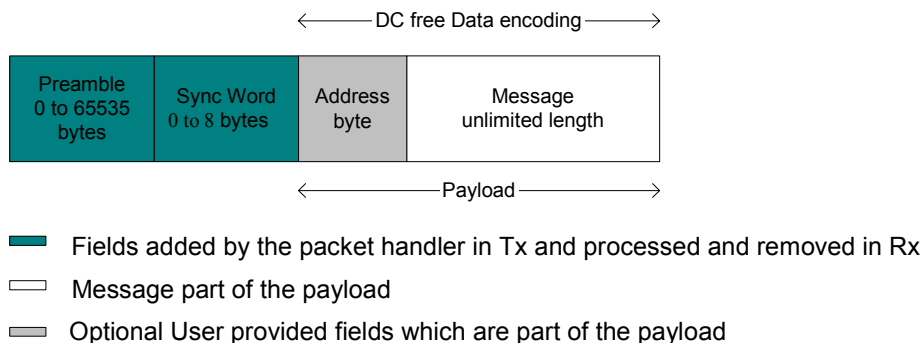 DC free Data encoding
Preamble
0 to 65535
bytes
Sync Word
0 to 8 bytes
Address
byte
Message
unlimited length
Payload
Fields added by the packet handler in Tx and processed and removed in Rx
Message part of the payload
Optional User provided fields which are part of the payload